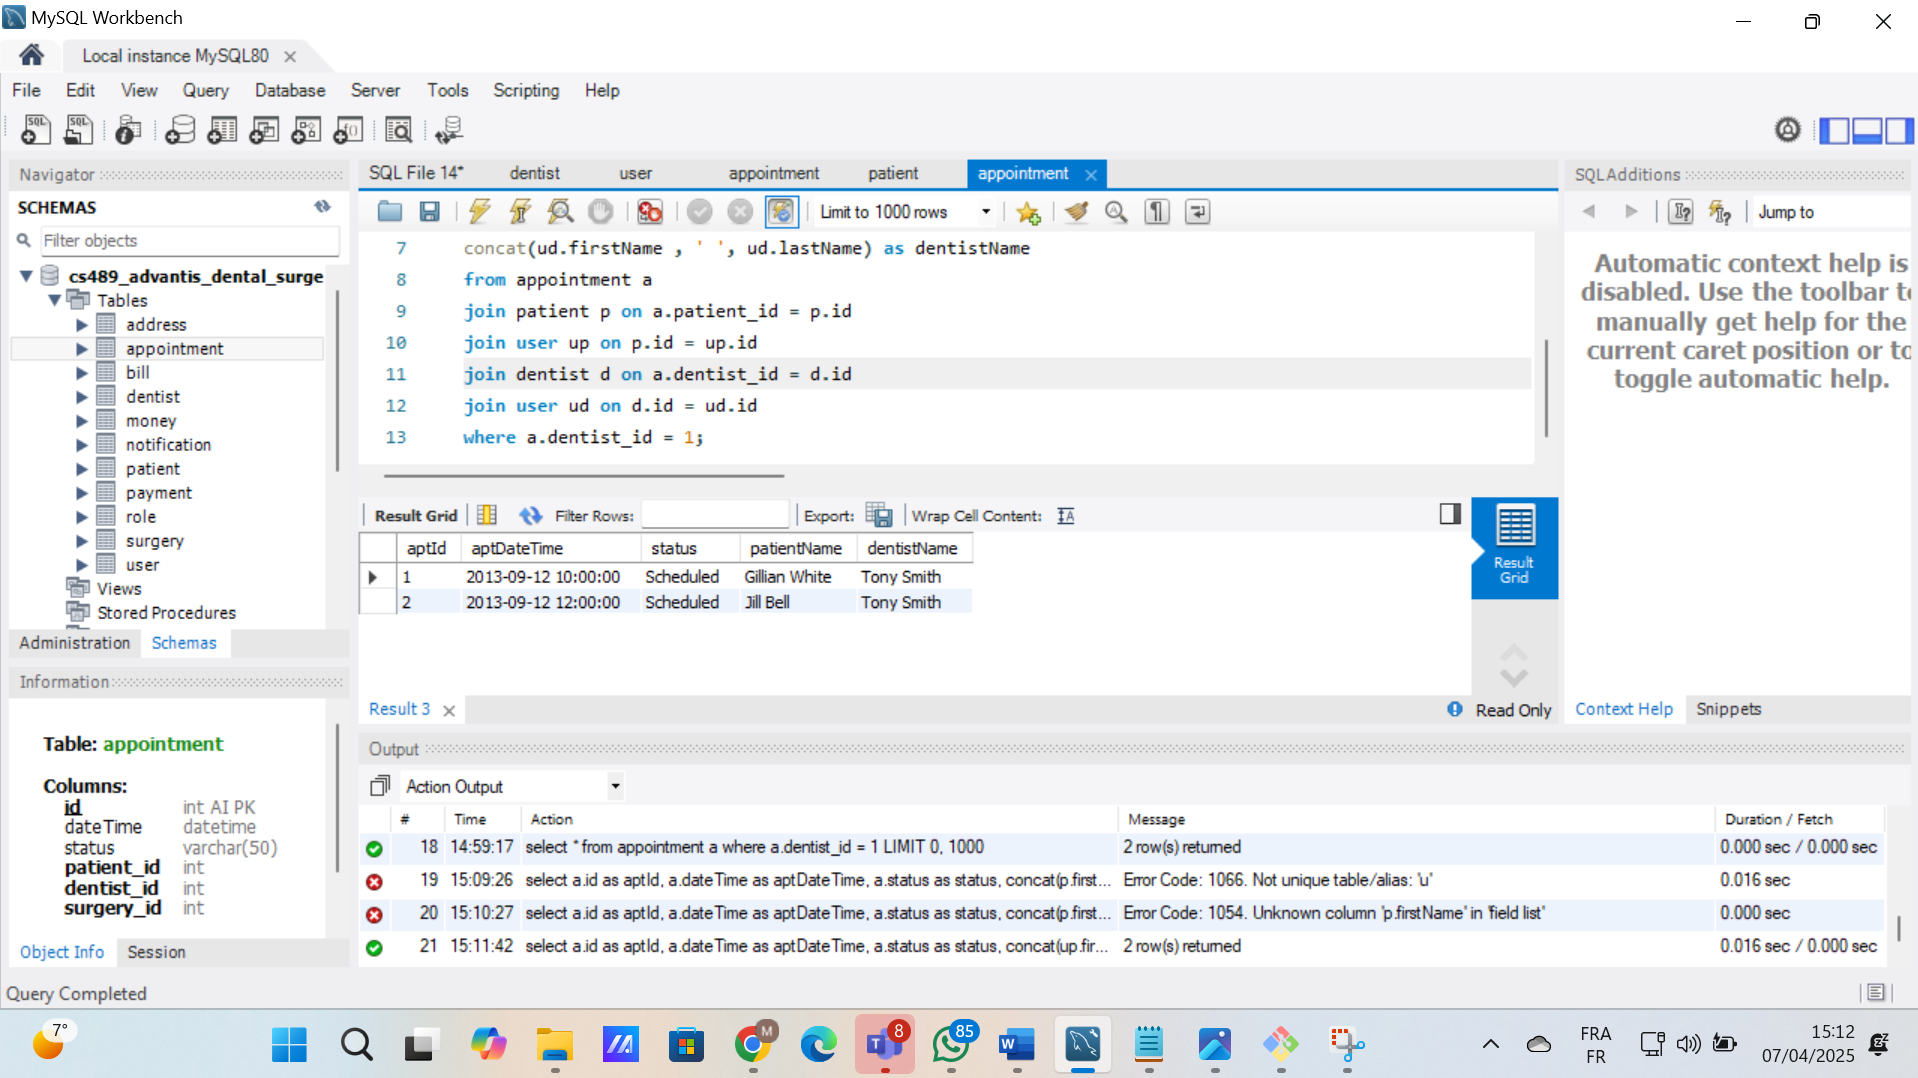 MySQL Workbench
Local instance MySQL80
File Edit View Query Database Server Tools Scripting Help
Navigator
SCHEMAS
Filter objects
cs489_advantis_dental_surge
Tables
address
appointment
bill
dentist
money
notification
patient
payment
role
surgery
user
Views
Stored Procedures
Administration Schemas
Information
Table: appointment
Columns:
id int AI PK
dateTime datetime
status varchar(50)
patient_id int
dentist_id int
surgery_id int
Object Info Session
SQL File 14* dentist user appointment patient appointment
Limit to 1000 rows
7 concat(ud.firstName , ' ', ud.lastName) as dentistName
8 from appointment a
9 join patient p on a.patient_id = p.id
10 join user up on p.id = up.id
11 join dentist d on a.dentist_id = d.id
12 join user ud on d.id = ud.id
13 where a.dentist_id = 1;
Result Grid Filter Rows: Export: Wrap Cell Content:
aptId aptDateTime status patientName dentistName
1 2013-09-12 10:00:00 Scheduled Gillian White Tony Smith
2 2013-09-12 12:00:00 Scheduled Jill Bell Tony Smith
Result
Grid
Result 3
Read Only
SQLAdditions
Jump to
Automatic context help is
disabled. Use the toolbar to
manually get help for the
current caret position or to
toggle automatic help.
Context Help Snippets
Output
Action Output
# Time Action Message Duration / Fetch
18 14:59:17 select * from appointment a where a.dentist_id = 1 LIMIT 0, 1000 2 row(s) returned 0.000 sec / 0.000 sec
19 15:09:26 select a.id as aptId, a.dateTime as aptDateTime, a.status as status, concat(p.first... Error Code: 1066. Not unique table/alias: 'u' 0.016 sec
20 15:10:27 select a.id as aptId, a.dateTime as aptDateTime, a.status as status, concat(p.first... Error Code: 1054. Unknown column 'p.firstName' in 'field list' 0.000 sec
21 15:11:42 select a.id as aptId, a.dateTime as aptDateTime, a.status as status, concat(up.fir... 2 row(s) returned 0.016 sec / 0.000 sec
Query Completed
7°
M
8
85
FRA
FR
15:12
07/04/2025